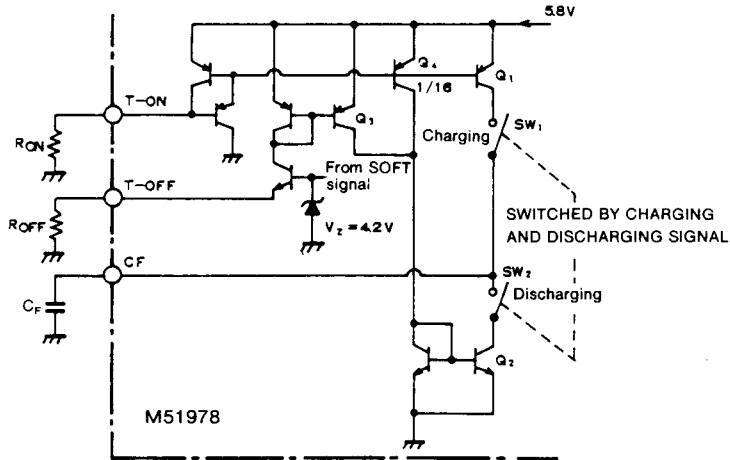 5.8V
Q4
1/16
Q1
T-ON
RON
Q3
Charging
SW1
From SOFT
signal
T-OFF
ROFF
VZ = 4.2V
SWITCHED BY CHARGING
AND DISCHARGING SIGNAL
CF
CF
SW2
Discharging
Q2
M51978